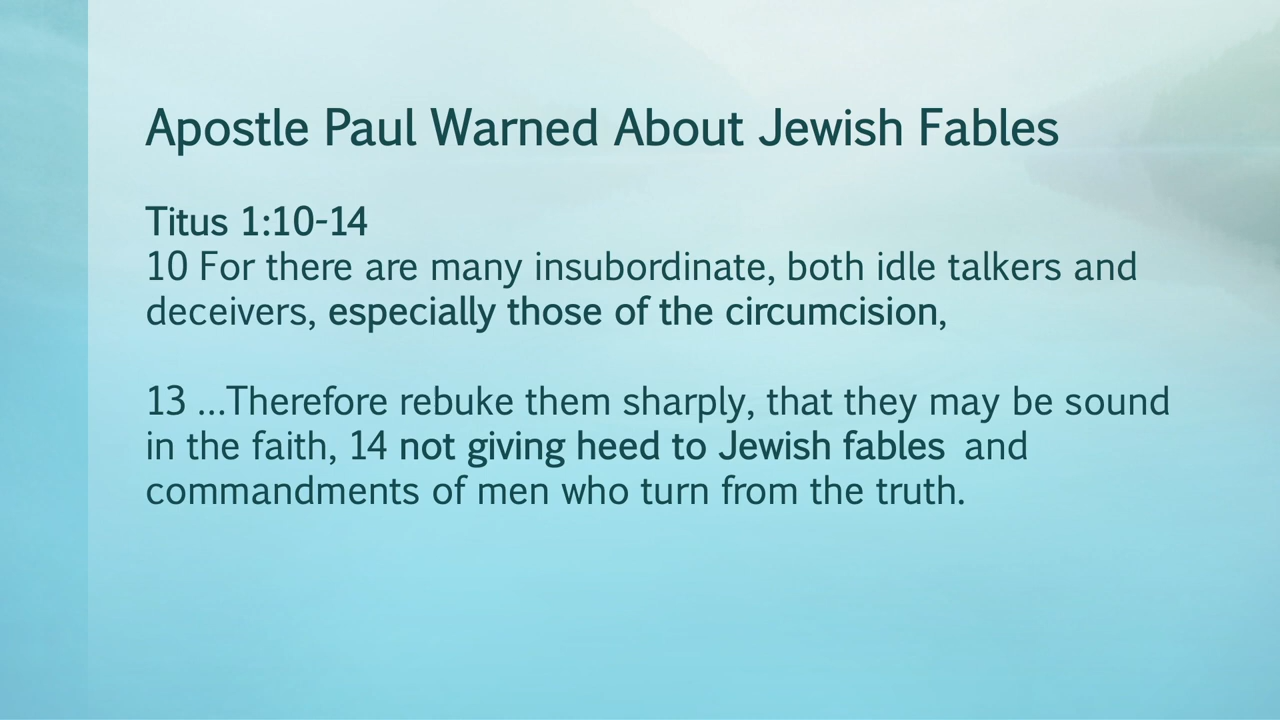 Apostle Paul Warned About Jewish Fables
Titus 1:10-14
10 For there are many insubordinate, both idle talkers and
deceivers, especially those of the circumcision,
13 ...Therefore rebuke them sharply, that they may be sound
in the faith, 14 not giving heed to Jewish fables and
commandments of men who turn from the truth.